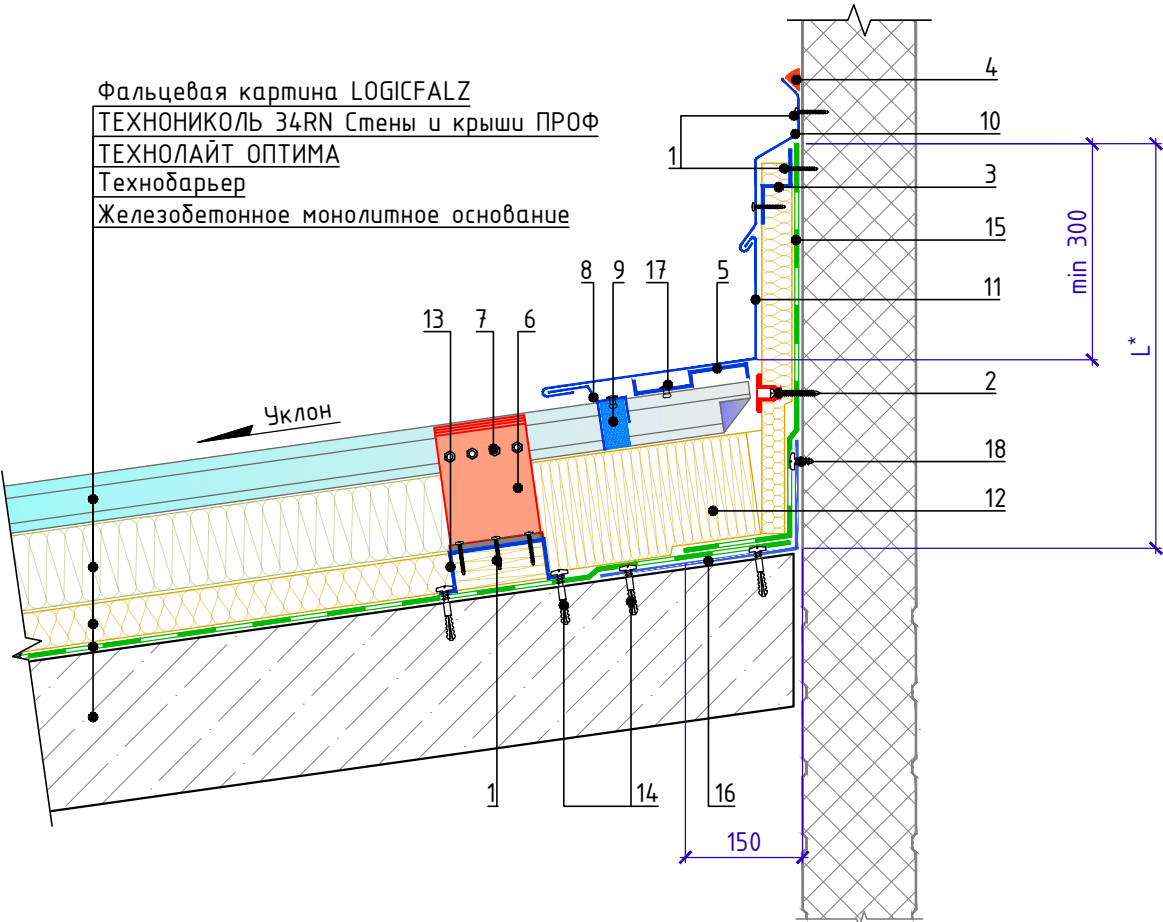 Фальцевая картина LOGICFALZ
ТЕХНОНИКОЛЬ 34RN Стены и крыши ПРОФ
ТЕХНОЛАЙТ ОПТИМА
Технобарьер
Железобетонное монолитное основание
4
10
1
3
15
min 300
L*
8 9 17 5
11
13 7 6
2
Уклон
18
12
1
14
16
150